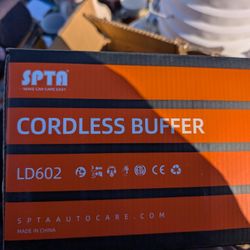 SPTA
MAKE CAR CARE EASY
CORDLESS BUFFER
LD602
SPTAAUTOCARE.COM
MADE IN CHINA